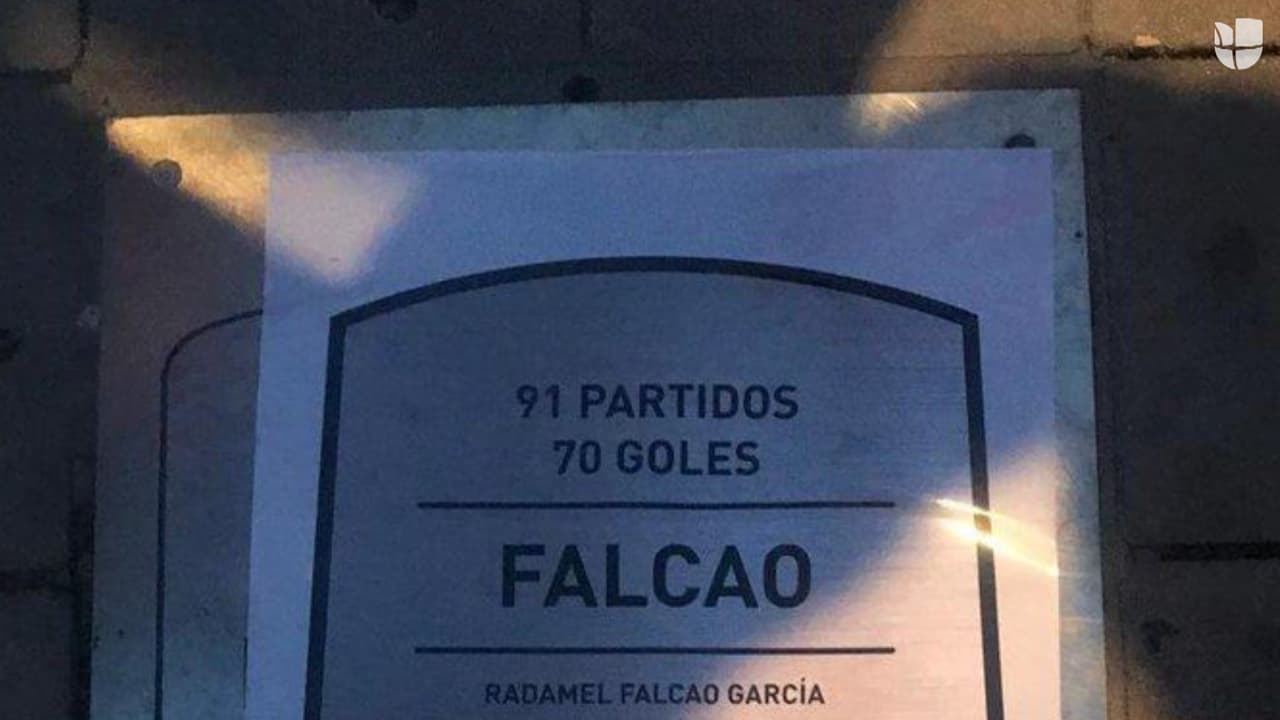 91 PARTIDOS
70 GOLES
FALCAO
RADAMEL FALCAO GARCÍA